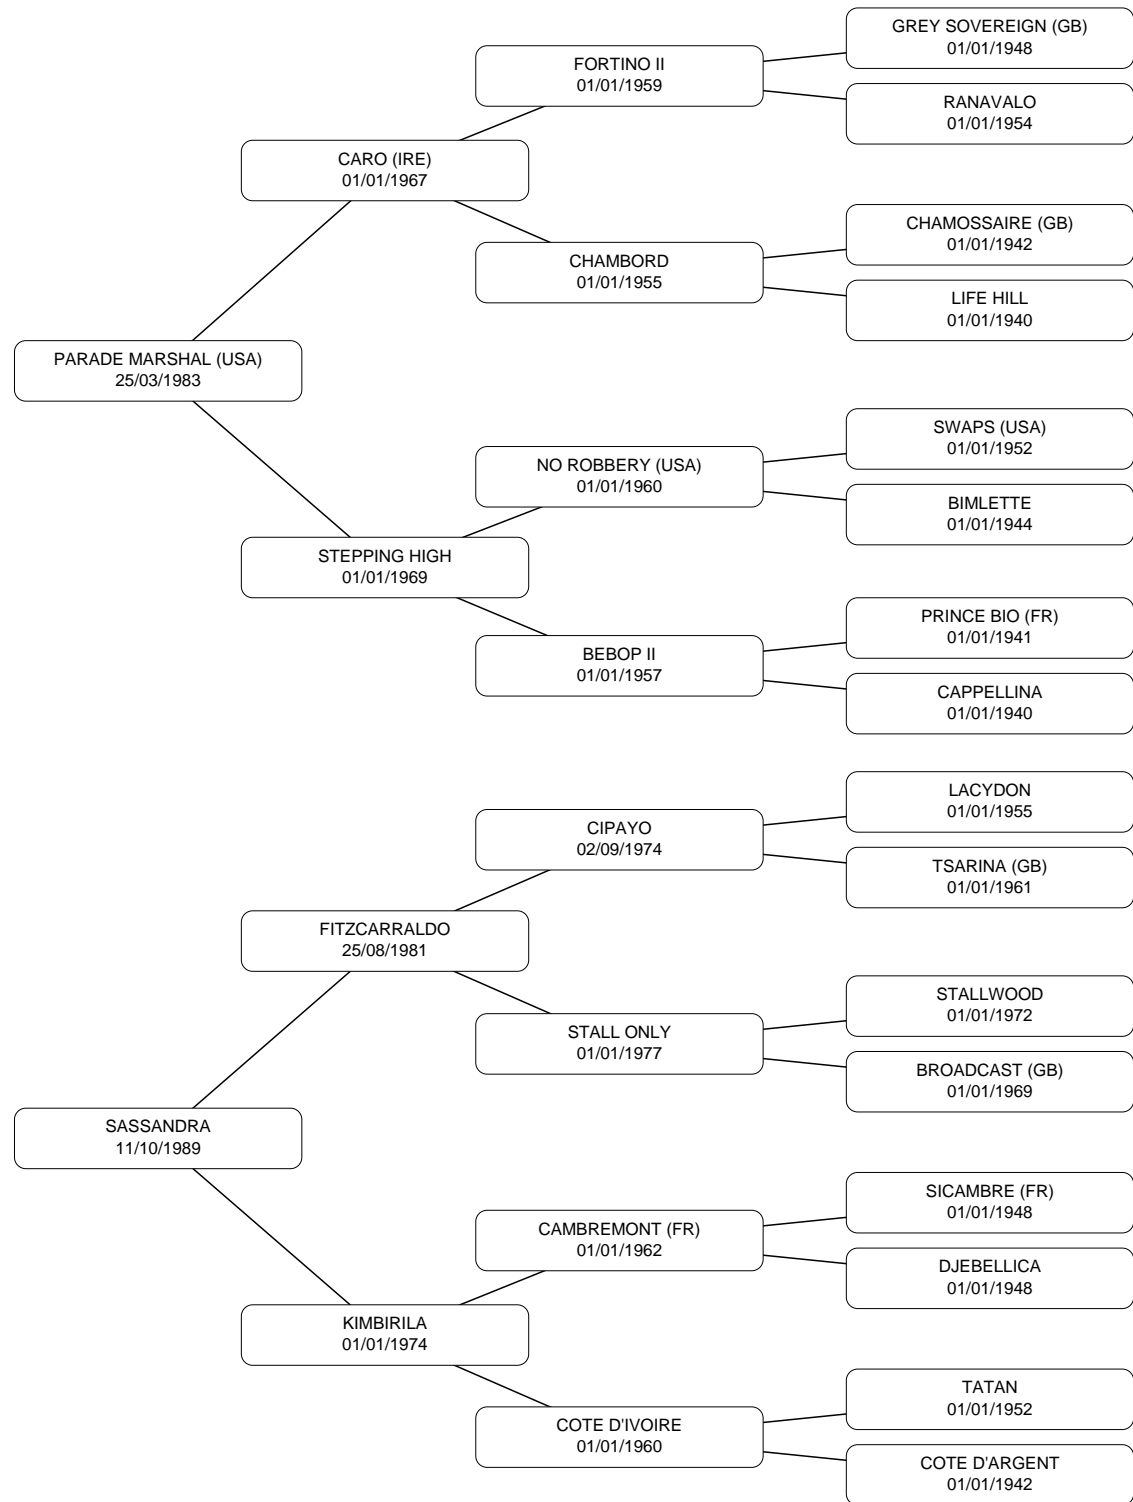 GREY SOVEREIGN (GB)
01/01/1948
FORTINO II
01/01/1959
RANAVALO
01/01/1954
CARO (IRE)
01/01/1967
CHAMOSSAIRE (GB)
01/01/1942
CHAMBORD
01/01/1955
LIFE HILL
01/01/1940
PARADE MARSHAL (USA)
25/03/1983
SWAPS (USA)
01/01/1952
NO ROBBERY (USA)
01/01/1960
BIMLETTE
01/01/1944
STEPPING HIGH
01/01/1969
PRINCE BIO (FR)
01/01/1941
BEBOP II
01/01/1957
CAPPELLINA
01/01/1940
LACYDON
01/01/1955
CIPAYO
02/09/1974
TSARINA (GB)
01/01/1961
FITZCARRALDO
25/08/1981
STALLWOOD
01/01/1972
STALL ONLY
01/01/1977
BROADCAST (GB)
01/01/1969
SASSANDRA
11/10/1989
SICAMBRE (FR)
01/01/1948
CAMBREMONT (FR)
01/01/1962
DJEBELLICA
01/01/1948
KIMBIRILA
01/01/1974
TATAN
01/01/1952
COTE D'IVOIRE
01/01/1960
COTE D'ARGENT
01/01/1942